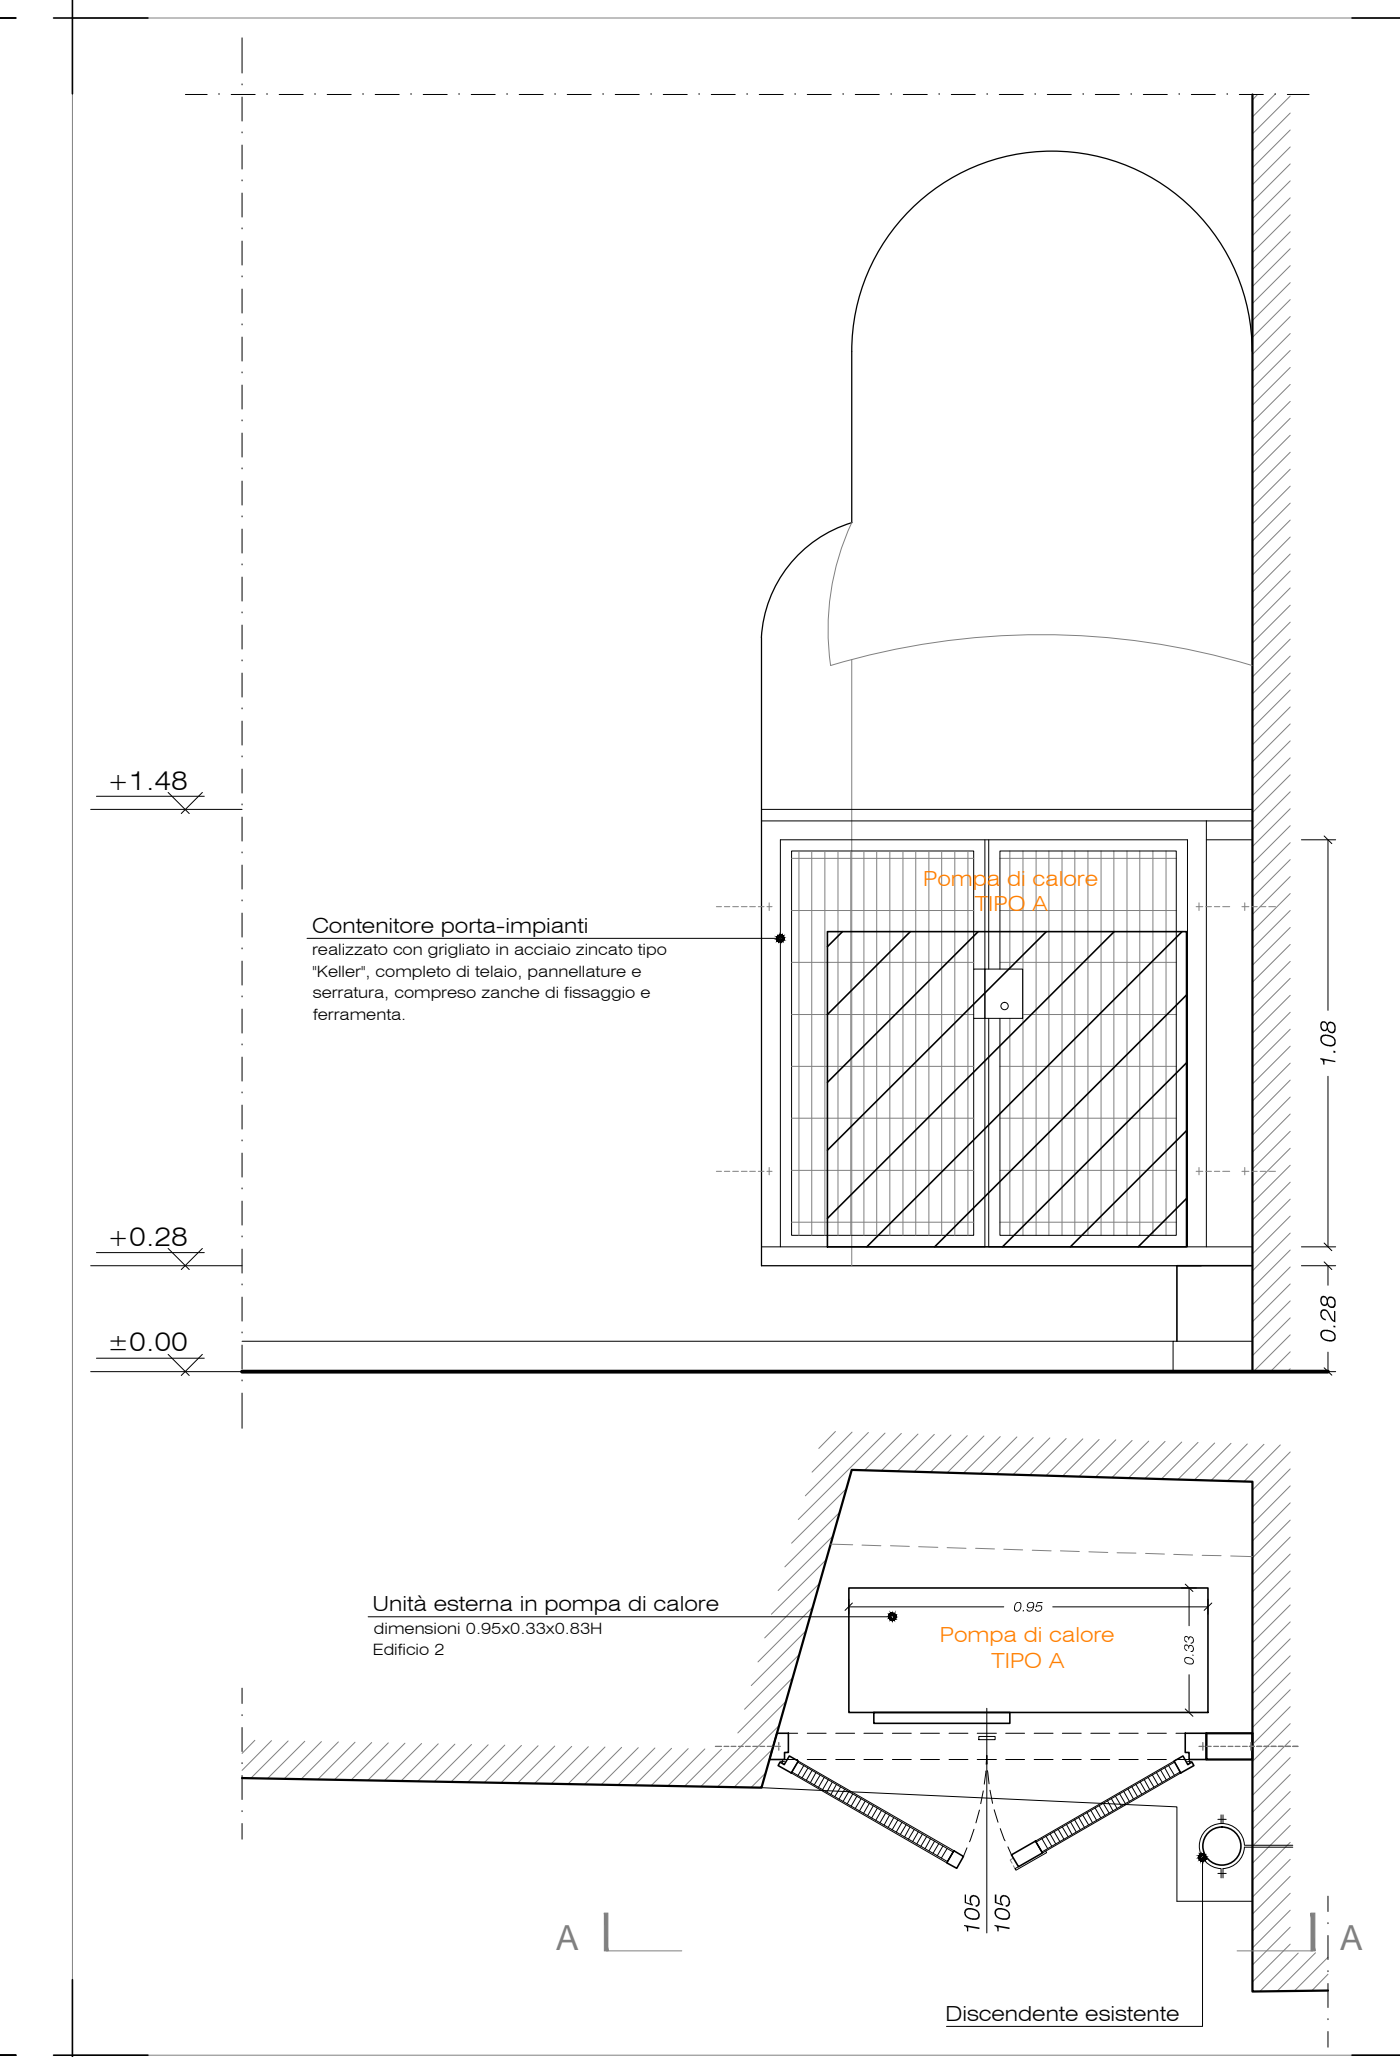 +1.48
Pompa di calore
TIPO A
Contenitore porta-impianti
realizzato con grigliato in acciaio zincato tipo
"Keller", completo di telaio, pannellature e
serratura, compreso zanche di fissaggio e
ferramenta.
1.08
+0.28
0.28
±0.00
Unità esterna in pompa di calore
dimensioni 0.95x0.33x0.83H
Edificio 2
0.95
Pompa di calore
TIPO A
0.33
105
105
A
A
Discendente esistente